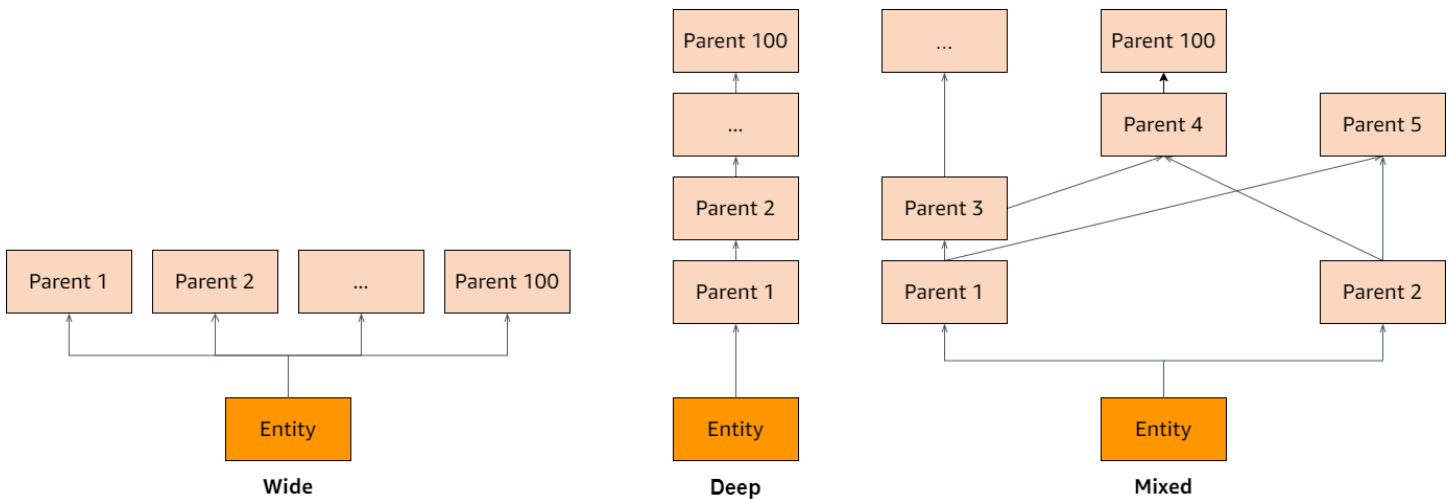 Parent 1
Parent 2
...
Parent 100
Entity
Wide
Parent 100
...
Parent 2
Parent 1
Entity
Deep
...
Parent 100
Parent 4
Parent 5
Parent 3
Parent 1
Parent 2
Entity
Mixed